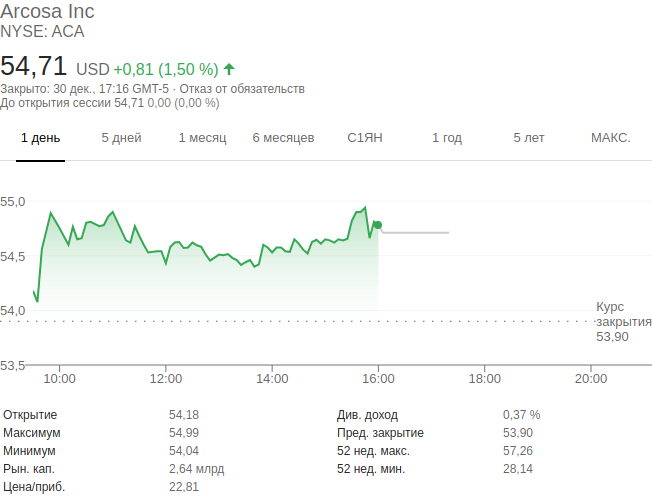 Arcosa Inc
NYSE: ACA
54,71 USD +0,81 (1,50 %)
Закрыто: 30 дек., 17:16 GMT-5 · Отказ от обязательств
До открытия сессии 54,71 0,00 (0,00 %)
1 день 5 дней 1 месяц 6 месяцев С1ЯН 1 год 5 лет МАКС.
55,0
54,5
54,0
Курс
закрытия
53,90
53,5
10:00 12:00 14:00 16:00 18:00 20:00
Открытие 54,18 Див. доход 0,37 %
Максимум 54,99 Пред. закрытие 53,90
Минимум 54,04 52 нед. макс. 57,26
Рын. кап. 2,64 млрд 52 нед. мин. 28,14
Цена/приб. 22,81